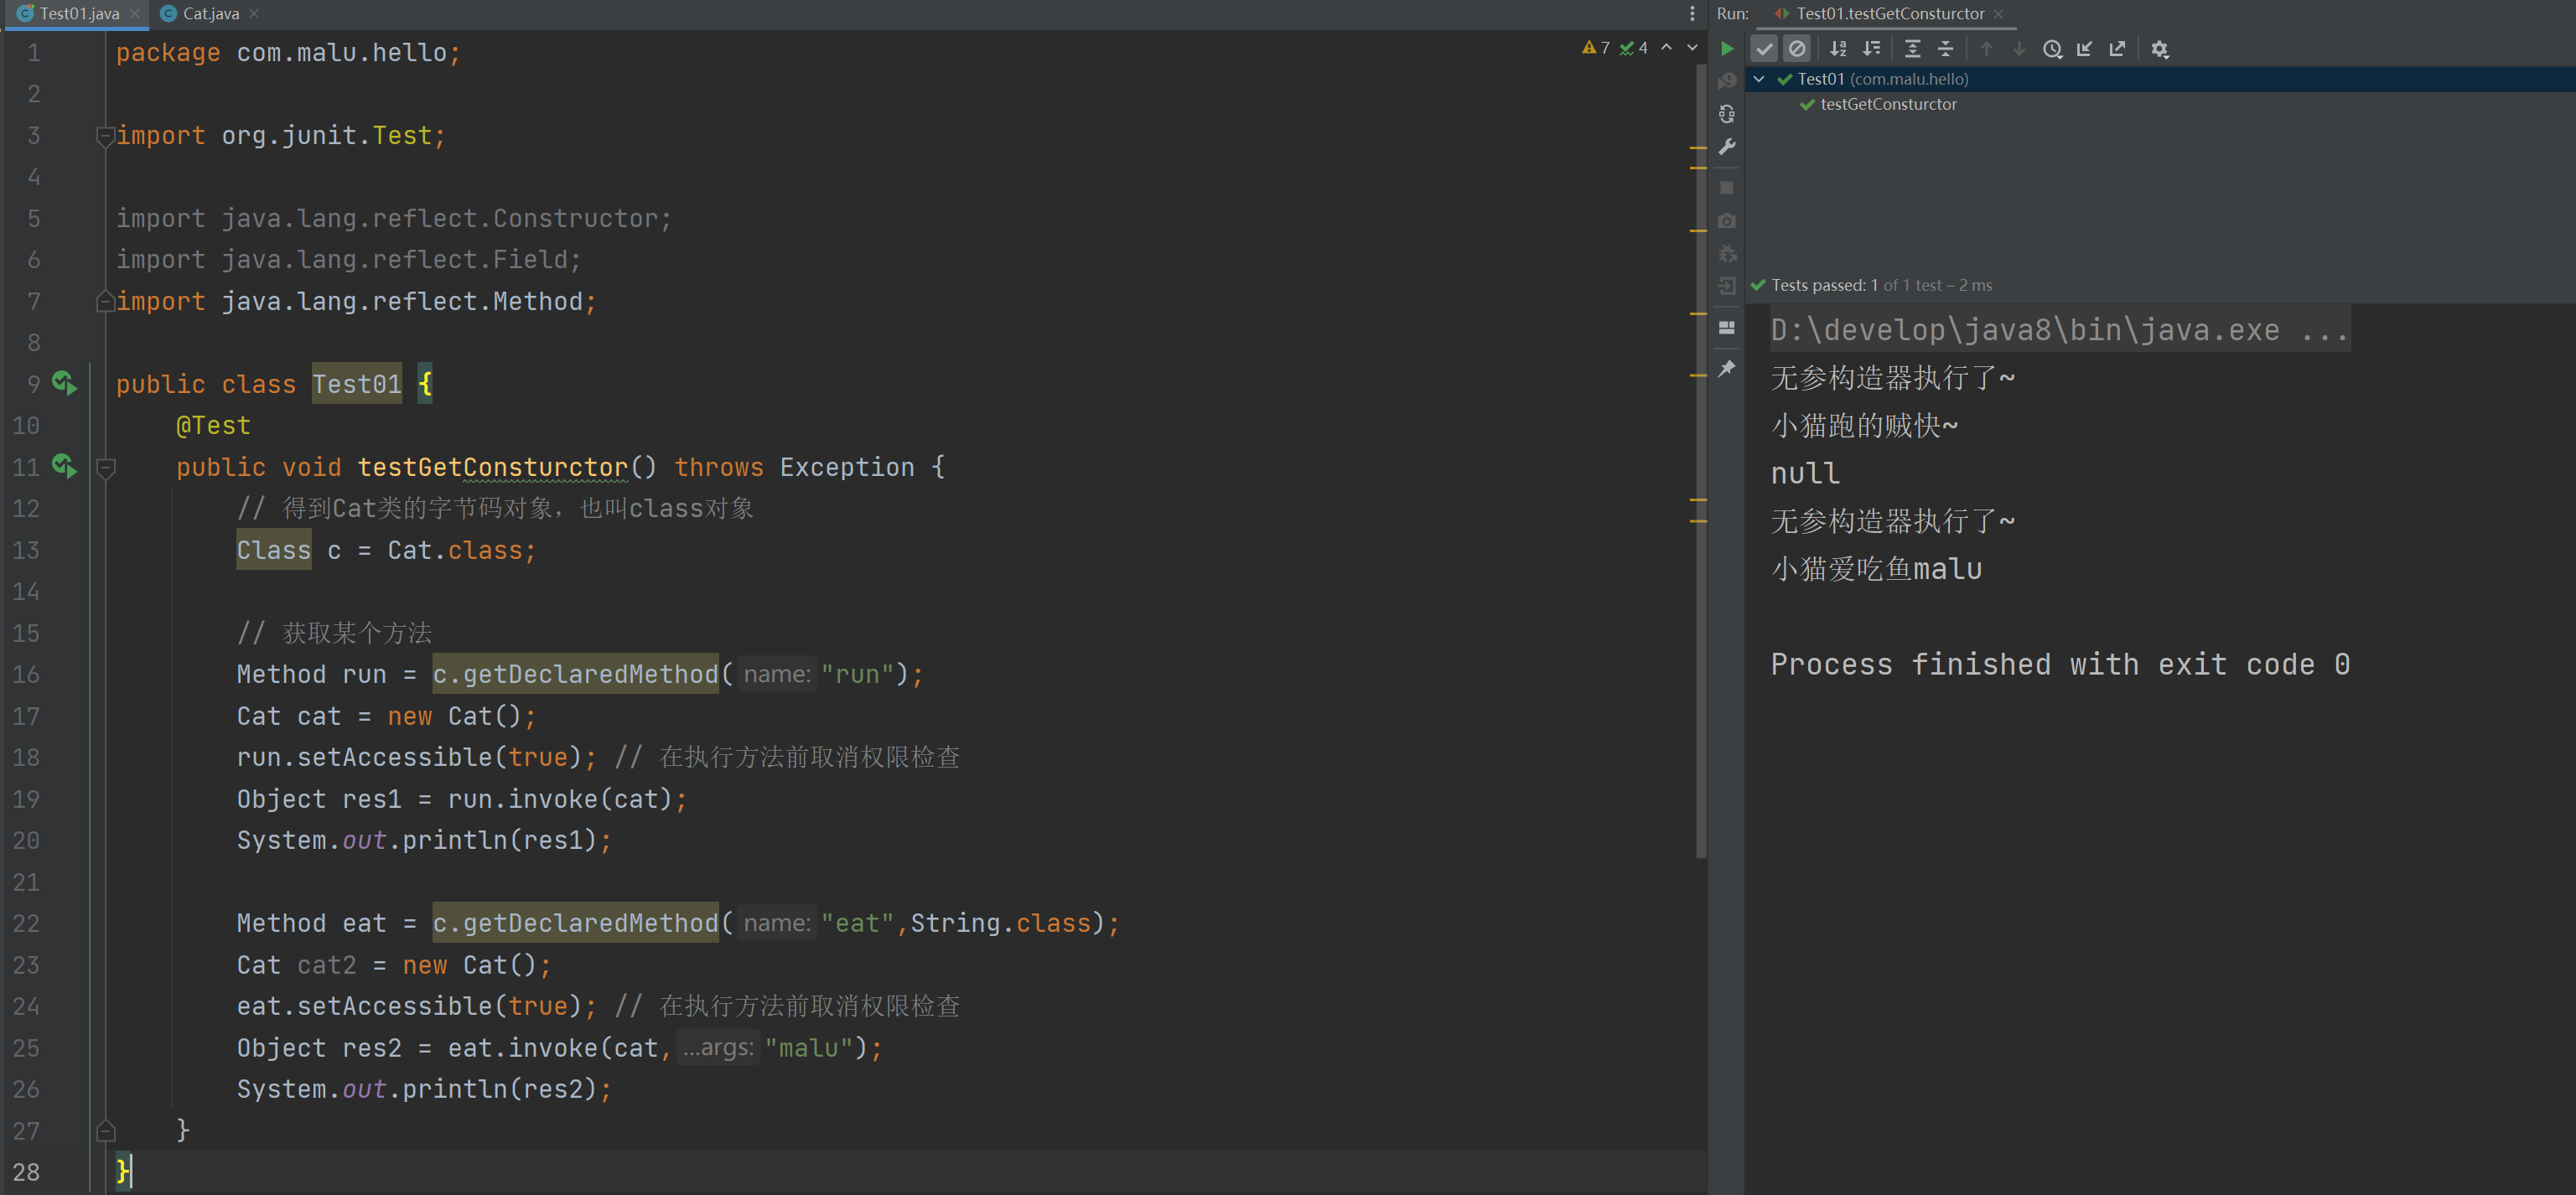 Test01.java
Cat.java
Run:
Test01.testGetConsturctor
7
4
1 package com.malu.hello;
2
3 import org.junit.Test;
4
5 import java.lang.reflect.Constructor;
6 import java.lang.reflect.Field;
7 import java.lang.reflect.Method;
8
9 public class Test01 {
10 @Test
11 public void testGetConsturctor() throws Exception {
12 // 得到Cat类的字节码对象，也叫class对象
13 Class c = Cat.class;
14
15 // 获取某个方法
16 Method run = c.getDeclaredMethod( name: "run");
17 Cat cat = new Cat();
18 run.setAccessible(true); // 在执行方法前取消权限检查
19 Object res1 = run.invoke(cat);
20 System.out.println(res1);
21
22 Method eat = c.getDeclaredMethod( name: "eat",String.class);
23 Cat cat2 = new Cat();
24 eat.setAccessible(true); // 在执行方法前取消权限检查
25 Object res2 = eat.invoke(cat, ...args: "malu");
26 System.out.println(res2);
27 }
28 }
Test01 (com.malu.hello)
testGetConsturctor
Tests passed: 1 of 1 test – 2 ms
D:\develop\java8\bin\java.exe ...
无参构造器执行了~
小猫跑的贼快~
null
无参构造器执行了~
小猫爱吃鱼malu
Process finished with exit code 0